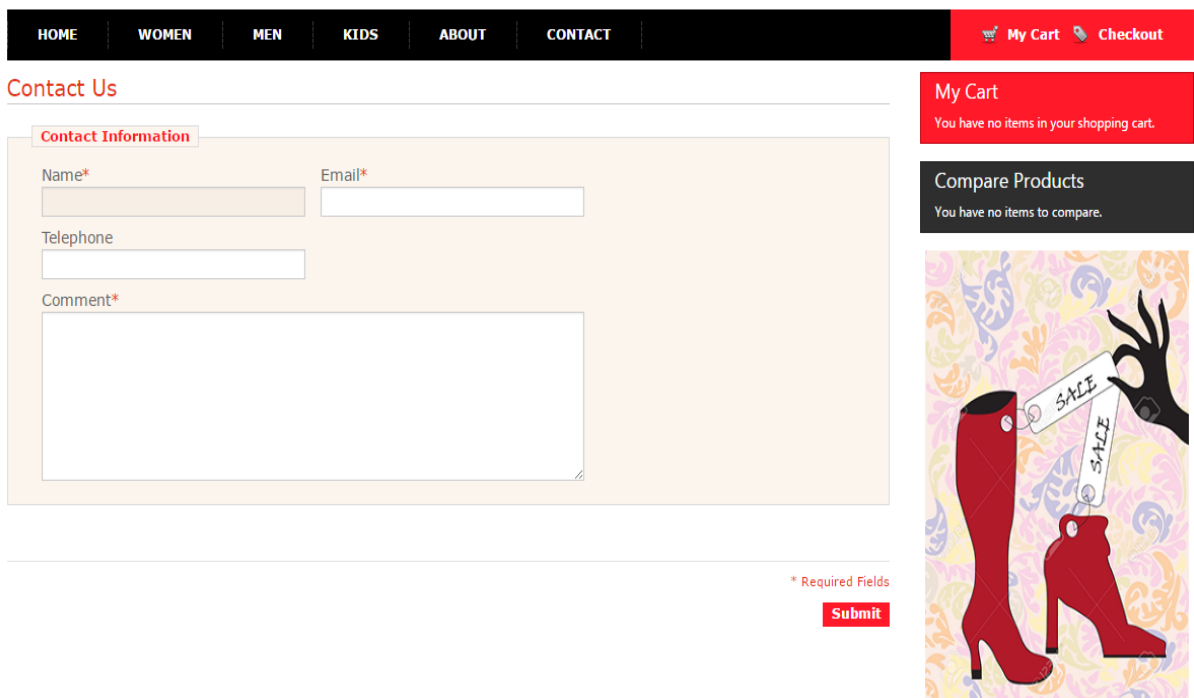 HOME WOMEN MEN KIDS ABOUT CONTACT My Cart Checkout
Contact Us
Contact Information
Name* Email*
Telephone
Comment*
* Required Fields
Submit
My Cart
You have no items in your shopping cart.
Compare Products
You have no items to compare.
SALE
SALE